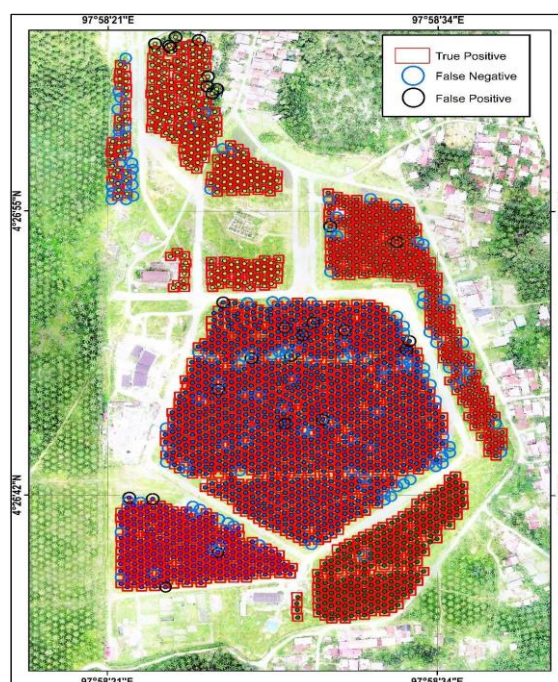 97°58'21"E
97°58'34"E
True Positive
False Negative
False Positive
4°26'55"N
4°26'42"N
97°58'21"E
97°58'34"E